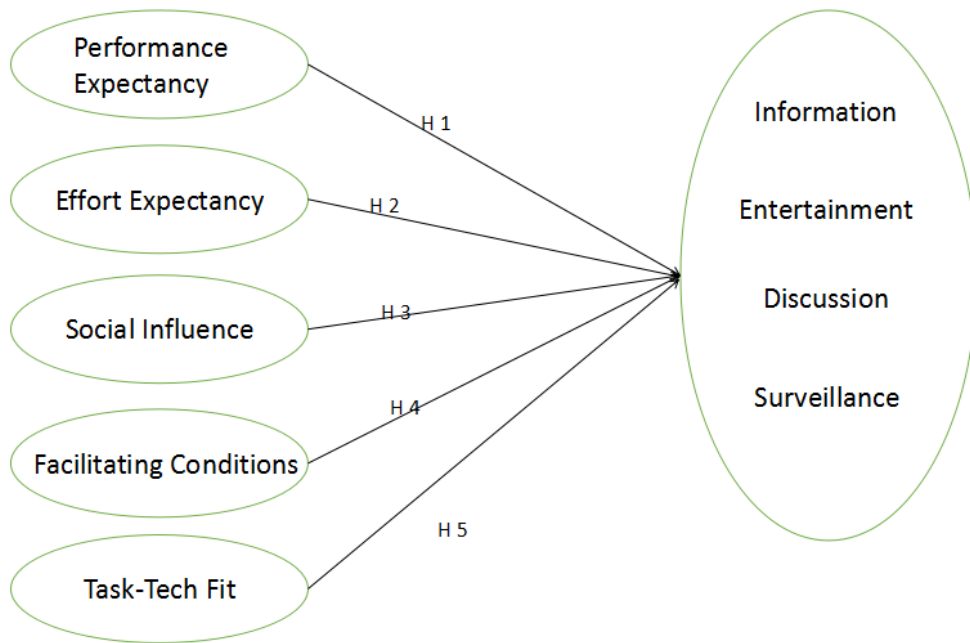 Performance
Expectancy
H 1
Information
Effort Expectancy
H 2
Entertainment
Social Influence
H 3
Discussion
Facilitating Conditions
H 4
Surveillance
Task-Tech Fit
H 5